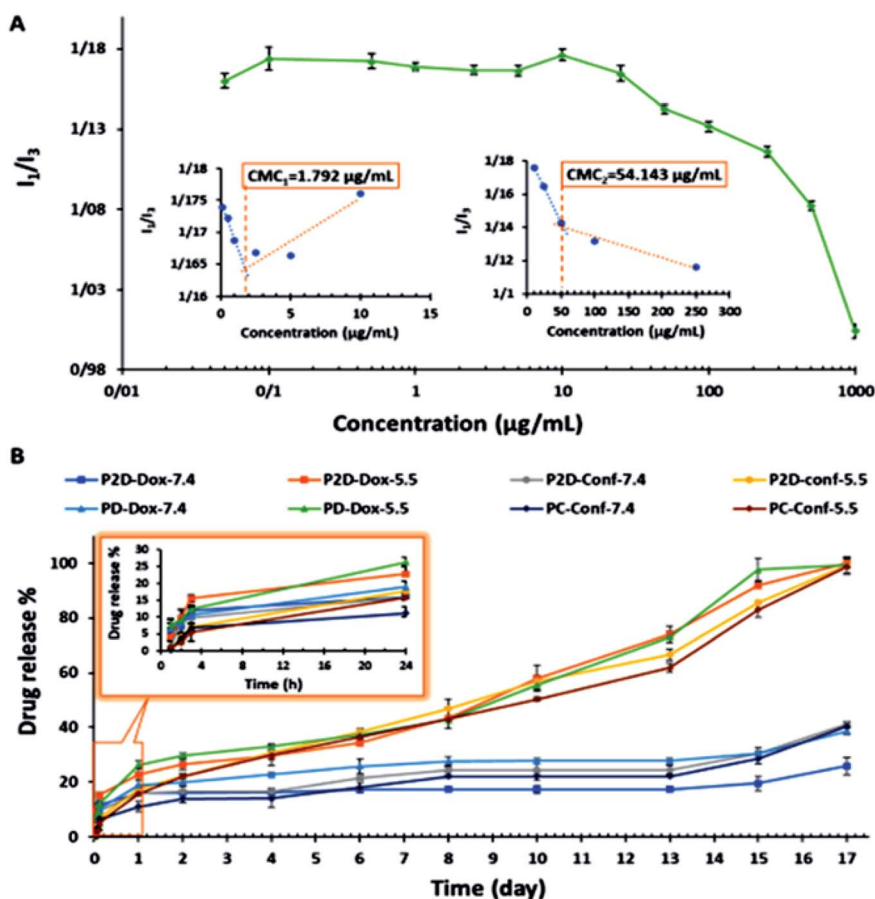 A
1/18
1/13
1/08
1/03
0/98
I₁/I₃
0/01 0/1 1 10 100 1000
Concentration (µg/mL)
1/18
1/175
1/17
1/165
1/16
I₁/I₃
CMC₁=1.792 µg/mL
0 5 10 15
Concentration (µg/mL)
1/18
1/16
1/14
1/12
1/1
I₁/I₃
CMC₂=54.143 µg/mL
0 50 100 150 200 250 300
Concentration (µg/mL)
B
P2D-Dox-7.4 P2D-Dox-5.5 P2D-Conf-7.4 P2D-conf-5.5
PD-Dox-7.4 PD-Dox-5.5 PC-Conf-7.4 PC-Conf-5.5
100
80
60
40
20
0
Drug release %
30
25
20
15
10
5
0
Drug release %
0 4 8 12 16 20 24
Time (h)
0 1 2 3 4 5 6 7 8 9 10 11 12 13 14 15 16 17
Time (day)